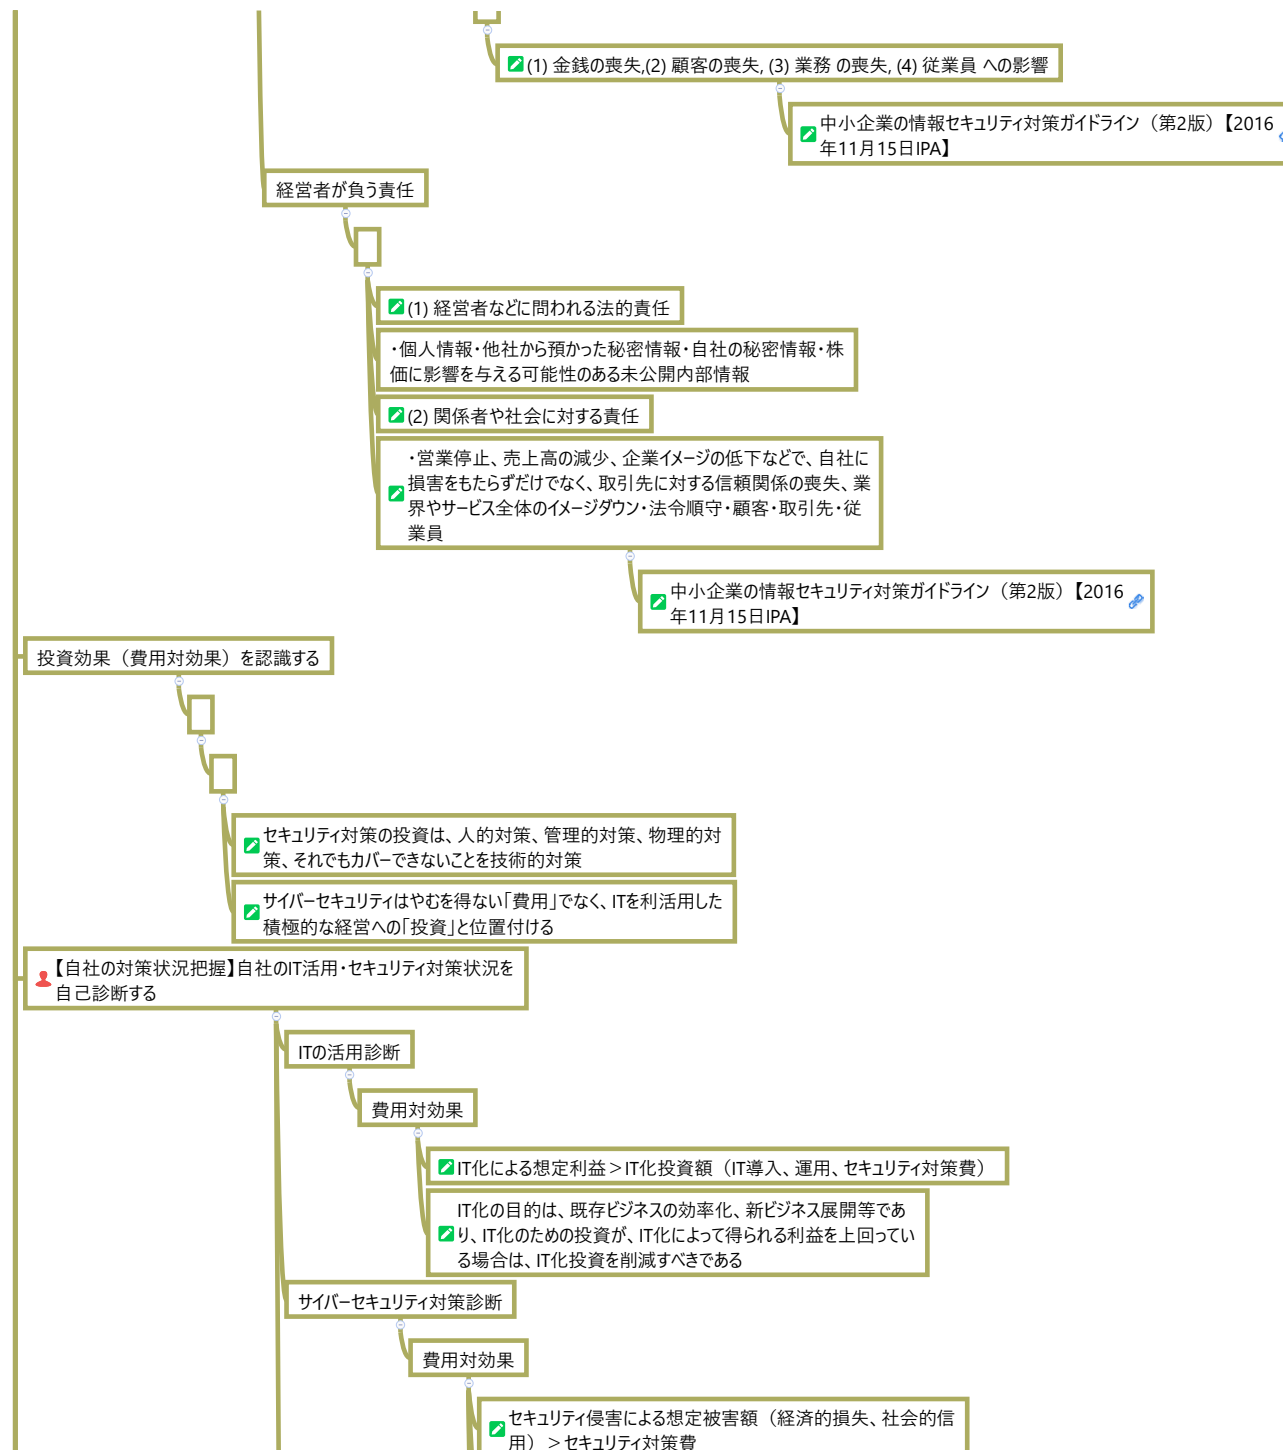 (1) 金銭の喪失,(2) 顧客の喪失, (3) 業務 の喪失, (4) 従業員 への影響
中小企業の情報セキュリティ対策ガイドライン（第2版）【2016
年11月15日IPA】
経営者が負う責任
(1) 経営者などに問われる法的責任
・個人情報・他社から預かった秘密情報・自社の秘密情報・株
価に影響を与える可能性のある未公開内部情報
(2) 関係者や社会に対する責任
・営業停止、売上高の減少、企業イメージの低下などで、自社に
損害をもたらずだけでなく、取引先に対する信頼関係の喪失、業
界やサービス全体のイメージダウン・法令順守・顧客・取引先・従
業員
中小企業の情報セキュリティ対策ガイドライン（第2版）【2016
年11月15日IPA】
投資効果（費用対効果）を認識する
セキュリティ対策の投資は、人的対策、管理的対策、物理的対
策、それでもカバーできないことを技術的対策
サイバーセキュリティはやむを得ない「費用」でなく、ITを利活用した
積極的な経営への「投資」と位置付ける
【自社の対策状況把握】自社のIT活用・セキュリティ対策状況を
自己診断する
ITの活用診断
費用対効果
IT化による想定利益＞IT化投資額（IT導入、運用、セキュリティ対策費）
IT化の目的は、既存ビジネスの効率化、新ビジネス展開等であ
り、IT化のための投資が、IT化によって得られる利益を上回ってい
る場合は、IT化投資を削減すべきである
サイバーセキュリティ対策診断
費用対効果
セキュリティ侵害による想定被害額（経済的損失、社会的信
用）＞セキュリティ対策費